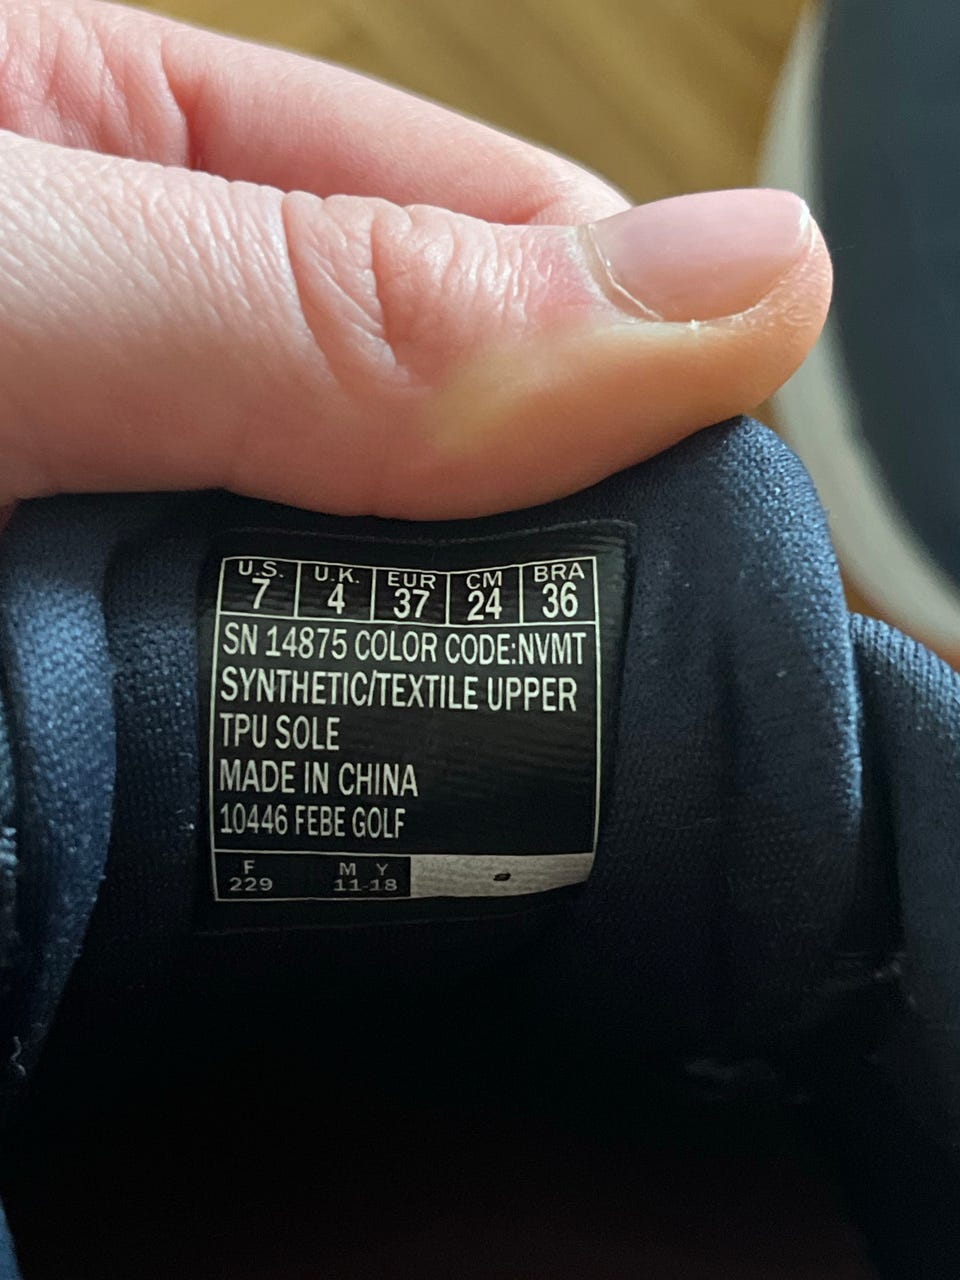 U.S. U.K. EUR CM BRA
7 4 37 24 36
SN 14875 COLOR CODE:NVMT
SYNTHETIC/TEXTILE UPPER
TPU SOLE
MADE IN CHINA
10446 FEBE GOLF
F M Y
229 11-18